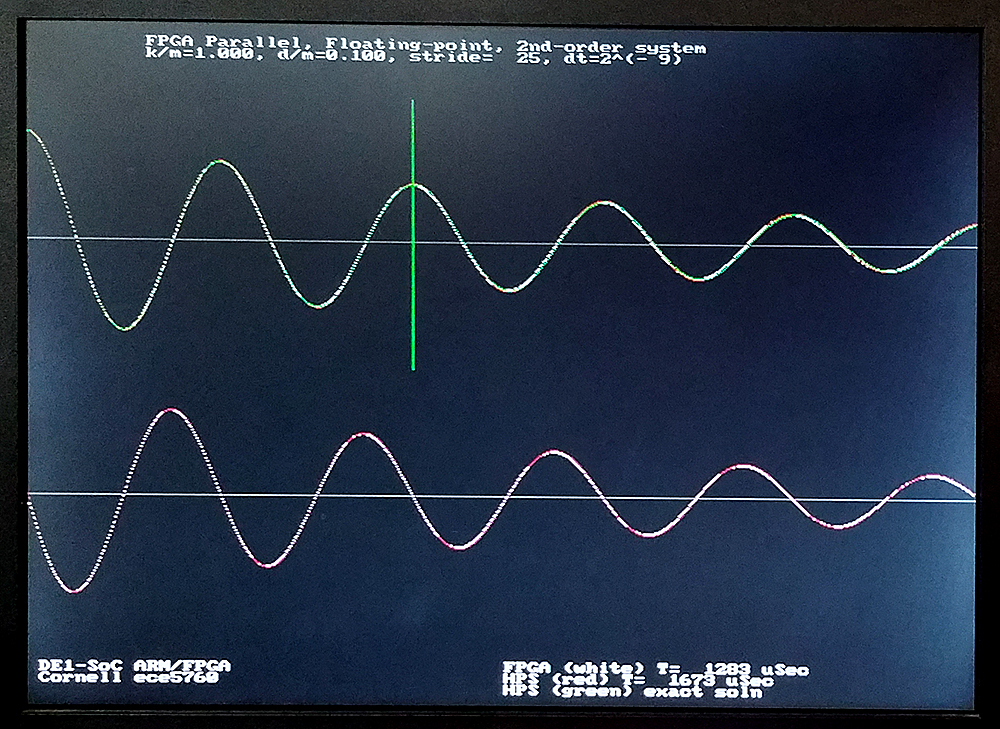 FPGA Parallel, Floating-point, 2nd-order system
k/m=1.000, d/m=0.100, stride= 25, dt=2^(- 9)
DE1-SoC ARM/FPGA
Cornell ece5760
FPGA (white) T= 1283 uSec
HPS (red) T= 1673 uSec
HPS (green) exact soln